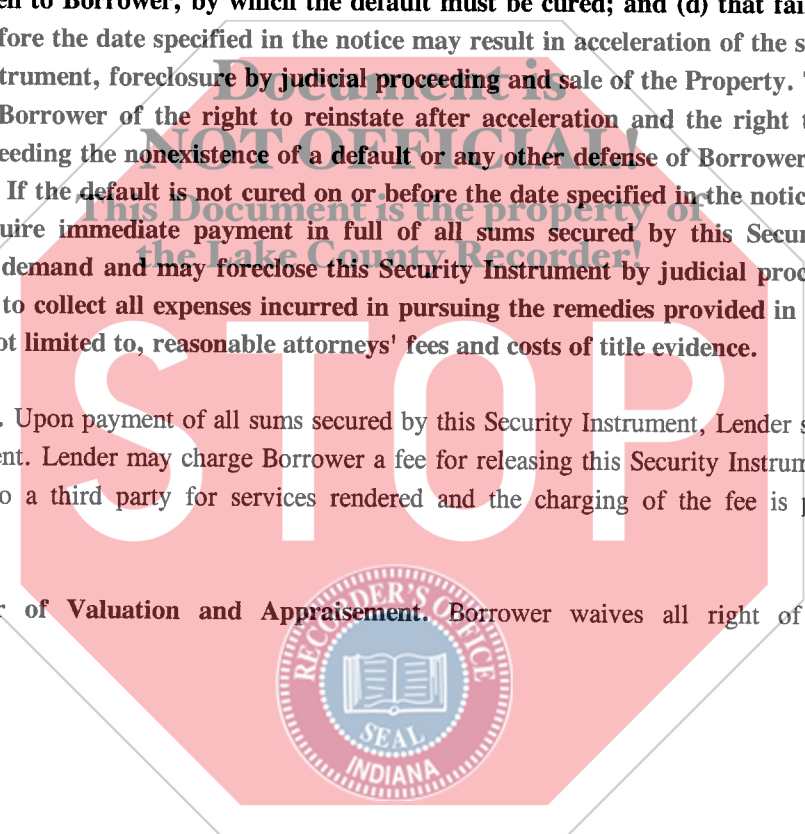 en to Borrower, by which the default must be cured; and (d) that fail
fore the date specified in the notice may result in acceleration of the s
trument, foreclosure by judicial proceeding and sale of the Property.
Document is
Borrower of the right to reinstate after acceleration and the right t
NOT OFFICIAL!
eeding the nonexistence of a default or any other defense of Borrower
If the default is not cured on or before the date specified in the notic
This Document is the property of
uire immediate payment in full of all sums secured by this Secur
the Lake County Recorder!
demand and may foreclose this Security Instrument by judicial proc
to collect all expenses incurred in pursuing the remedies provided in
ot limited to, reasonable attorneys' fees and costs of title evidence.
STOP
. Upon payment of all sums secured by this Security Instrument, Lender s
ent. Lender may charge Borrower a fee for releasing this Security Instrum
o a third party for services rendered and the charging of the fee is p
r of Valuation and Appraisement. Borrower waives all right of
RECORDER'S OFFICE
SEAL
INDIANA